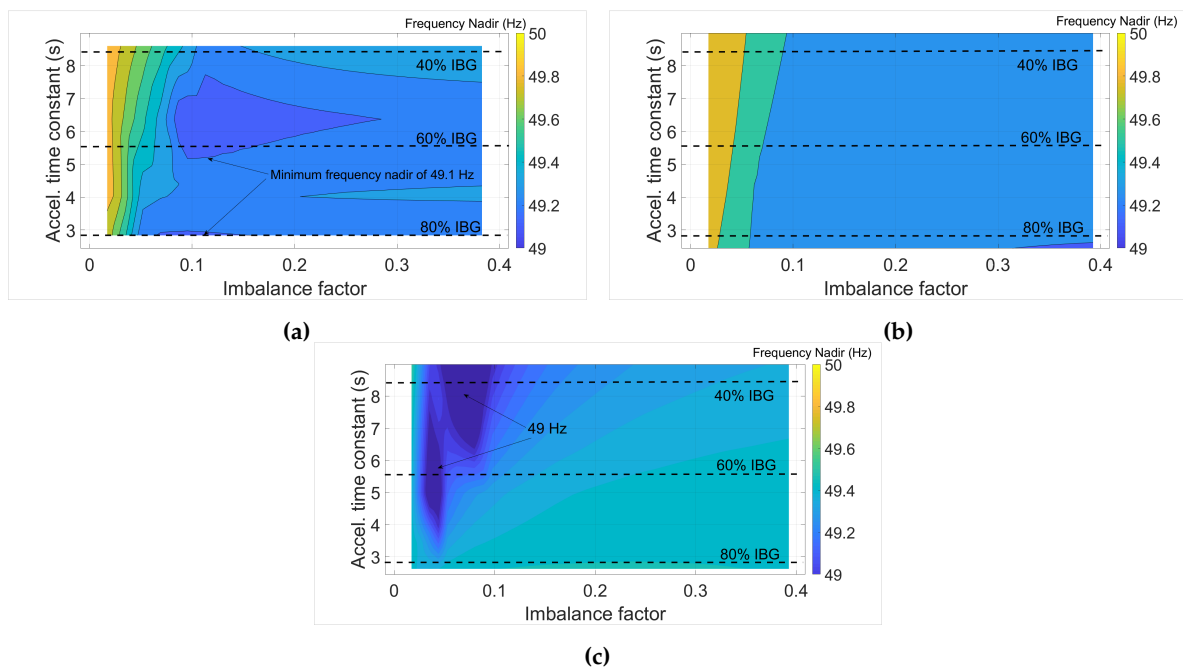 Frequency Nadir (Hz)
Accel. time constant (s)
8
7
6
5
4
3
40% IBG
60% IBG
Minimum frequency nadir of 49.1 Hz
80% IBG
0
0.1
0.2
0.3
0.4
Imbalance factor
50
49.8
49.6
49.4
49.2
49
(a)
Frequency Nadir (Hz)
Accel. time constant (s)
8
7
6
5
4
3
40% IBG
60% IBG
80% IBG
0
0.1
0.2
0.3
0.4
Imbalance factor
50
49.8
49.6
49.4
49.2
49
(b)
Frequency Nadir (Hz)
Accel. time constant (s)
8
7
6
5
4
3
40% IBG
49 Hz
60% IBG
80% IBG
0
0.1
0.2
0.3
0.4
Imbalance factor
50
49.8
49.6
49.4
49.2
49
(c)